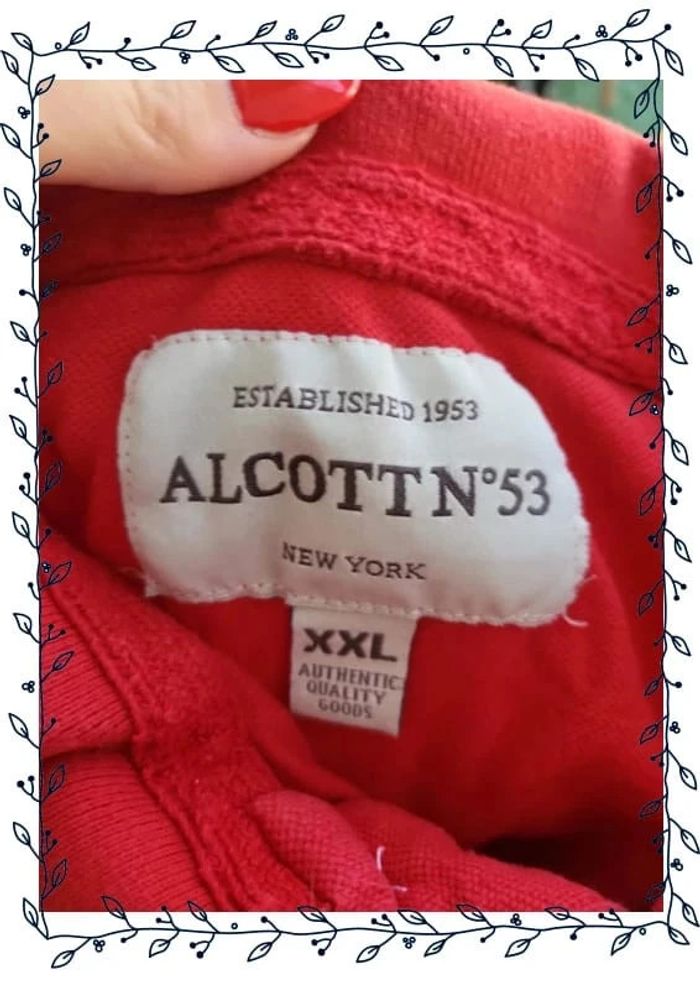 ESTABLISHED 1953
ALCOTT N°53
NEW YORK
XXL
AUTHENTIC
QUALITY
GOODS